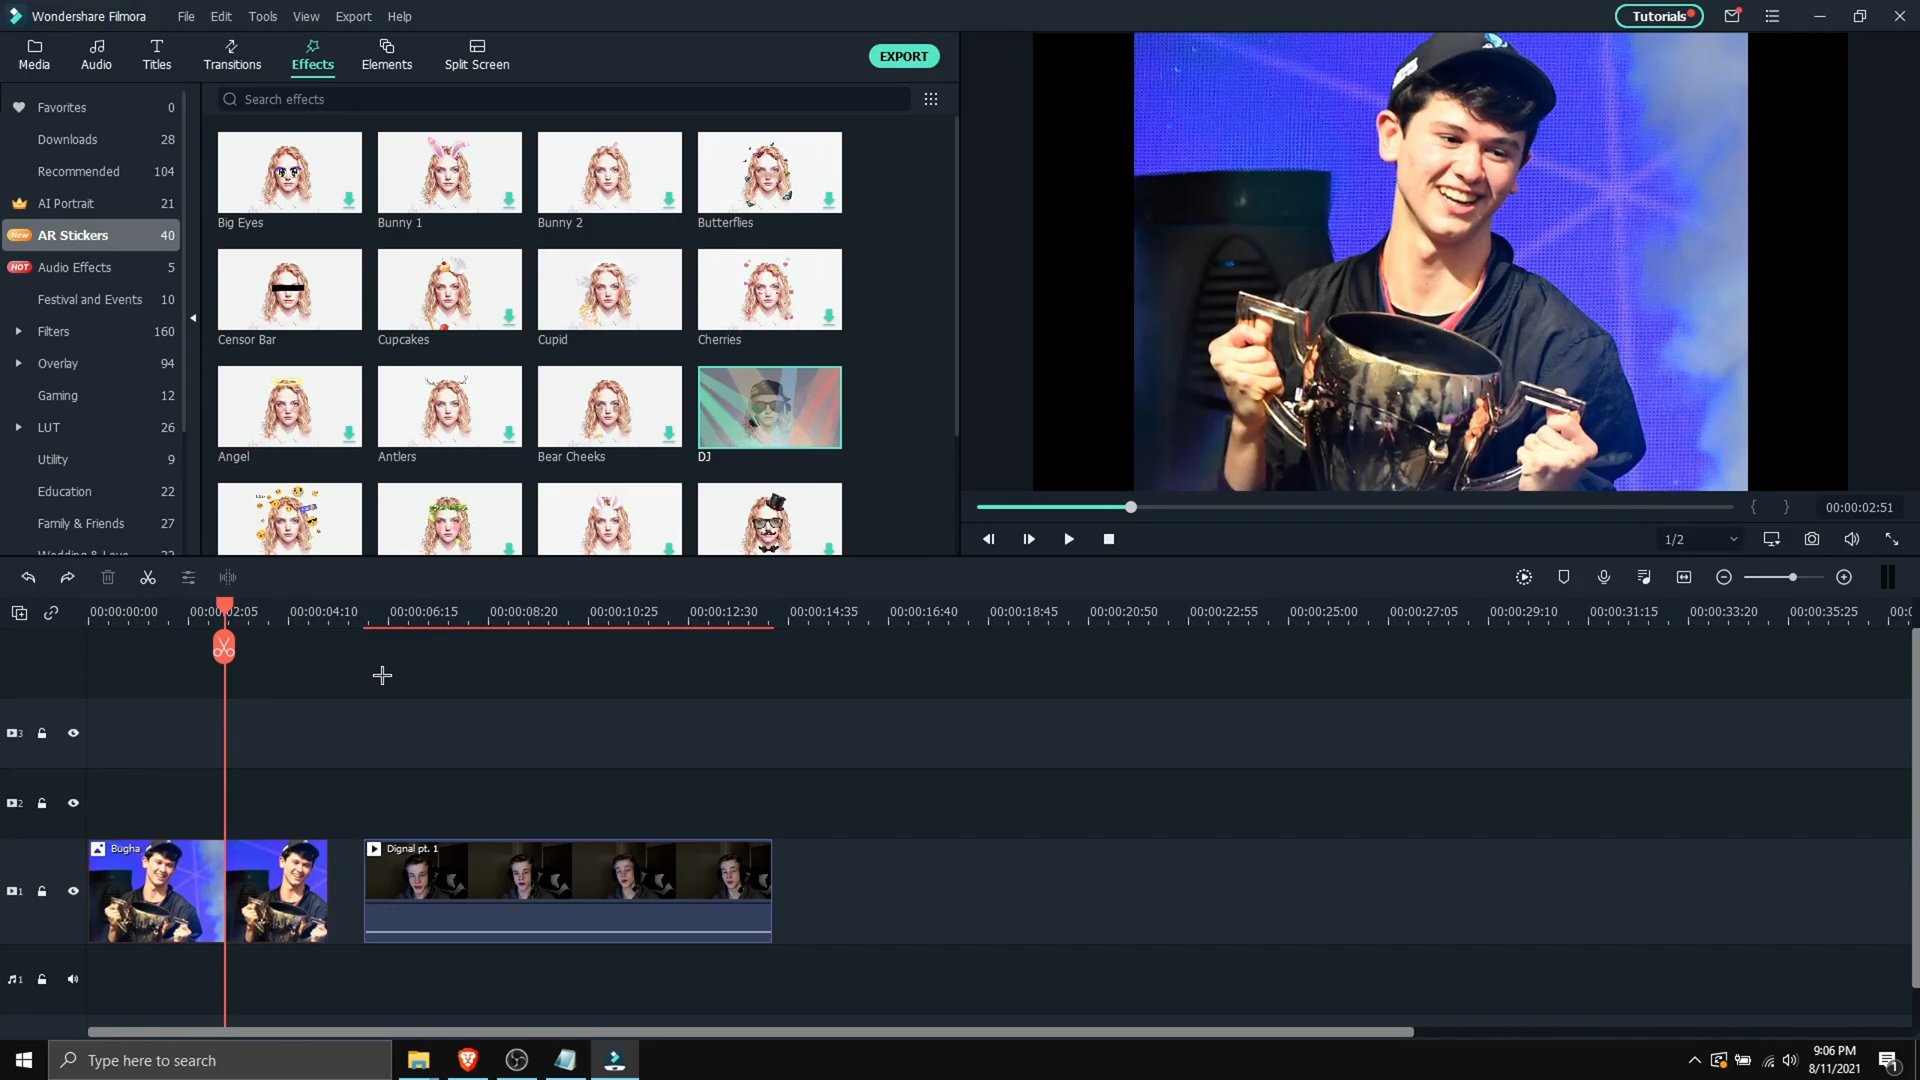 Wondershare Filmora File Edit Tools View Export Help Tutorials
Media Audio Titles Transitions Effects Elements Split Screen EXPORT
Search effects
Favorites 0
Downloads 28
Recommended 104
AI Portrait 21
New AR Stickers 40
HOT Audio Effects 5
Festival and Events 10
Filters 160
Overlay 94
Gaming 12
LUT 26
Utility 9
Education 22
Family & Friends 27
Wedding & Love 23
Big Eyes Bunny 1 Bunny 2 Butterflies
Censor Bar Cupcakes Cupid Cherries
Angel Antlers Bear Cheeks DJ
{ } 00:00:02:51
1/2
00:00:00:00 00:00:02:05 00:00:04:10 00:00:06:15 00:00:08:20 00:00:10:25 00:00:12:30 00:00:14:35 00:00:16:40 00:00:18:45 00:00:20:50 00:00:22:55 00:00:25:00 00:00:27:05 00:00:29:10 00:00:31:15 00:00:33:20 00:00:35:25 00:0
3
2
Bugha Dignal pt. 1
1
1
Type here to search
9:06 PM
8/11/2021
1